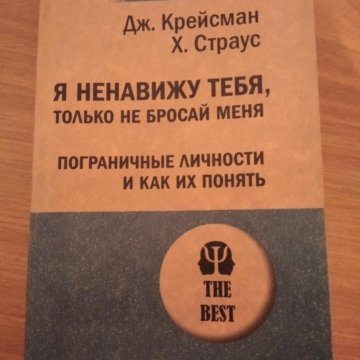 Дж. Крейсман
Х. Страус
Я НЕНАВИЖУ ТЕБЯ,
ТОЛЬКО НЕ БРОСАЙ МЕНЯ
ПОГРАНИЧНЫЕ ЛИЧНОСТИ
И КАК ИХ ПОНЯТЬ
THE
BEST